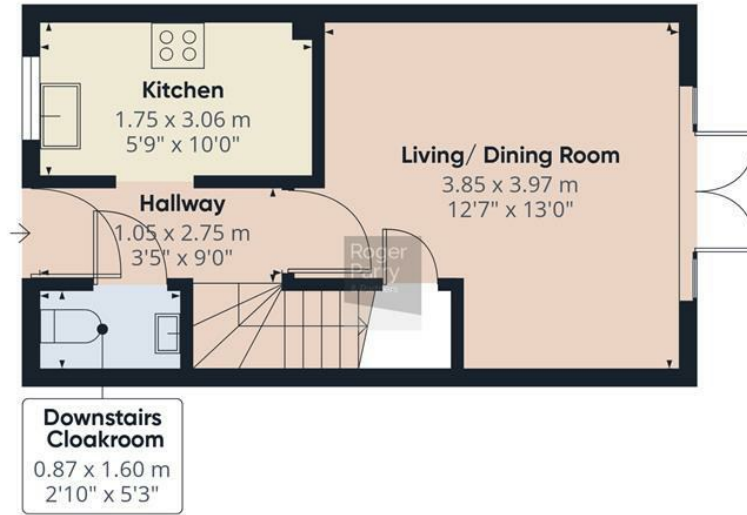 Kitchen
1.75 x 3.06 m
5'9" x 10'0"
Living/ Dining Room
3.85 x 3.97 m
12'7" x 13'0"
Hallway
1.05 x 2.75 m
3'5" x 9'0"
Roger
Parry
& Partners
Downstairs
Cloakroom
0.87 x 1.60 m
2'10" x 5'3"